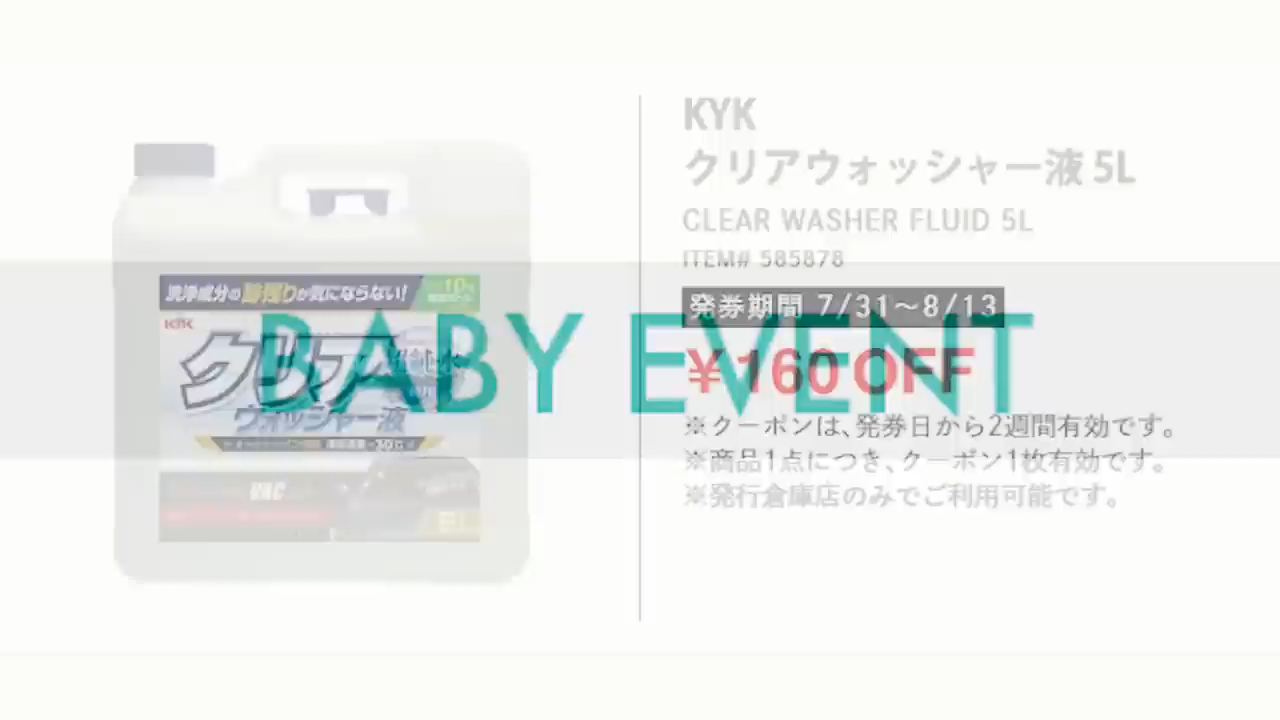 KYK
クリアウォッシャー液 5L
CLEAR WASHER FLUID 5L
ITEM# 585878
発券期間 7/31～8/13
BABY EVENT
￥160 OFF
※クーポンは、発券日から2週間有効です。
※商品1点につき、クーポン1枚有効です。
※発行倉庫店のみでご利用可能です。
洗浄成分の跡残りが気にならない!
KYK
クリア
ウォッシャー液